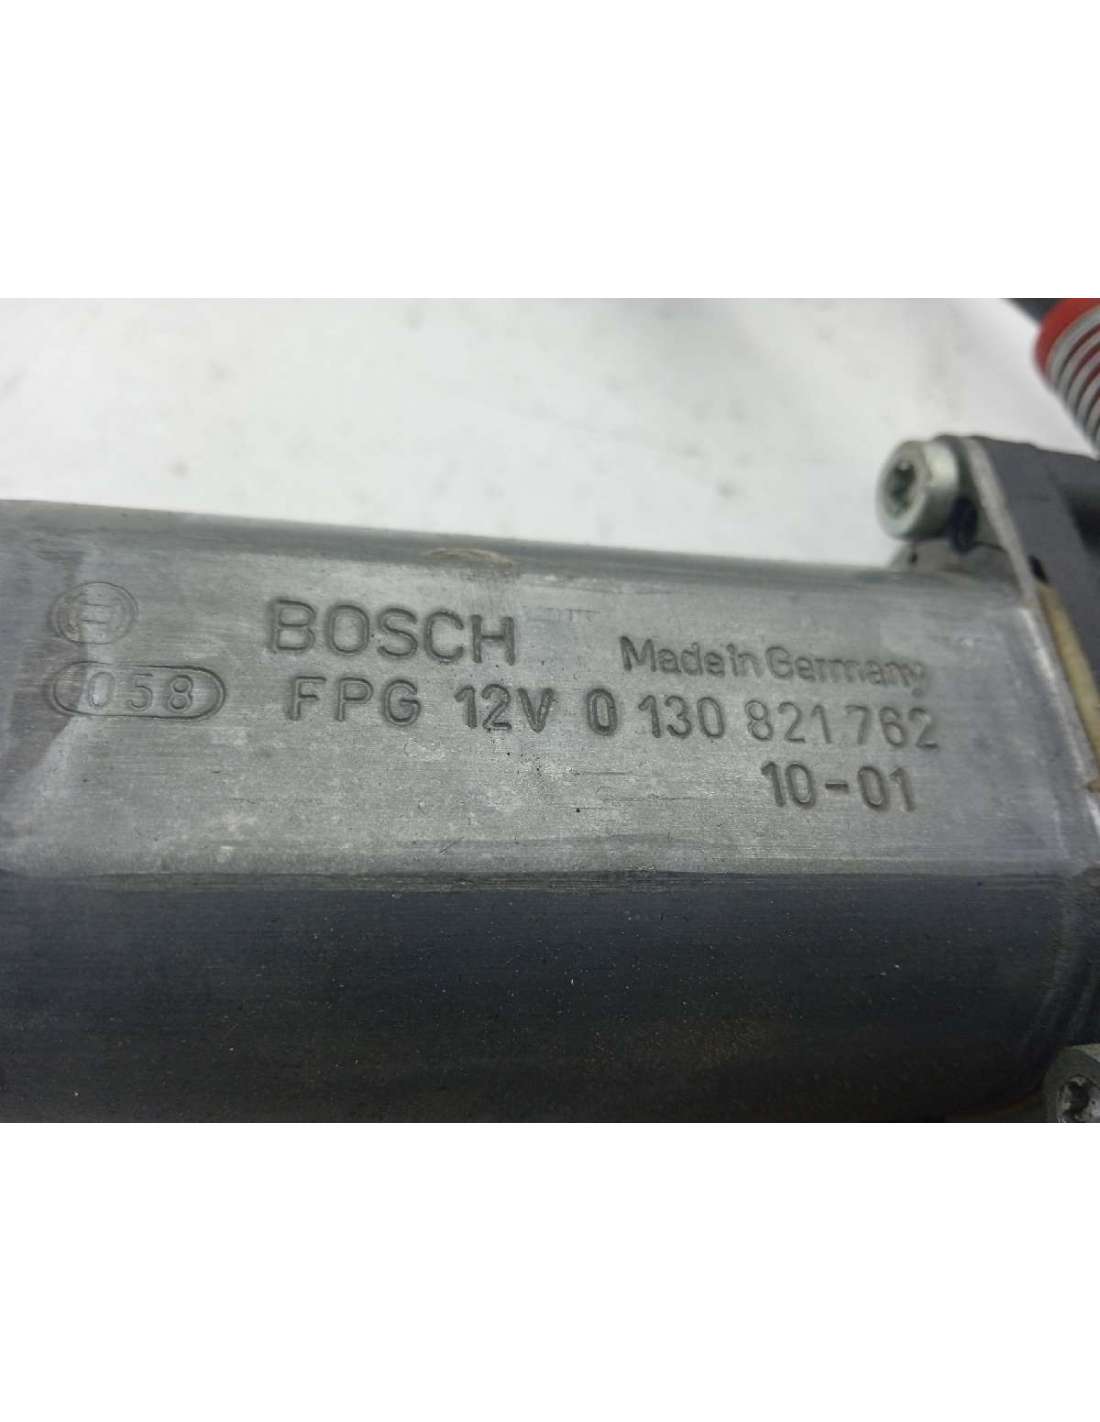 BOSCH Made in Germany
058 FPG 12V 0 130 821 762
10-01